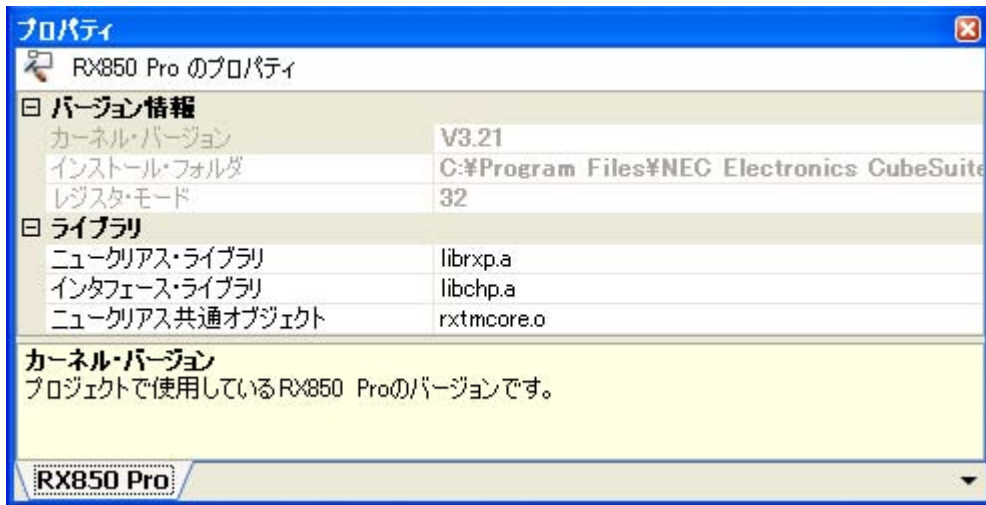 プロパティ
RX850 Pro のプロパティ
バージョン情報
カーネル・バージョン V3.21
インストール・フォルダ C:¥Program Files¥NEC Electronics CubeSuite
レジスタ・モード 32
ライブラリ
ニュークリアス・ライブラリ librxp.a
インタフェース・ライブラリ libchp.a
ニュークリアス共通オブジェクト rxtmcore.o
カーネル・バージョン
プロジェクトで使用しているRX850 Proのバージョンです。
RX850 Pro